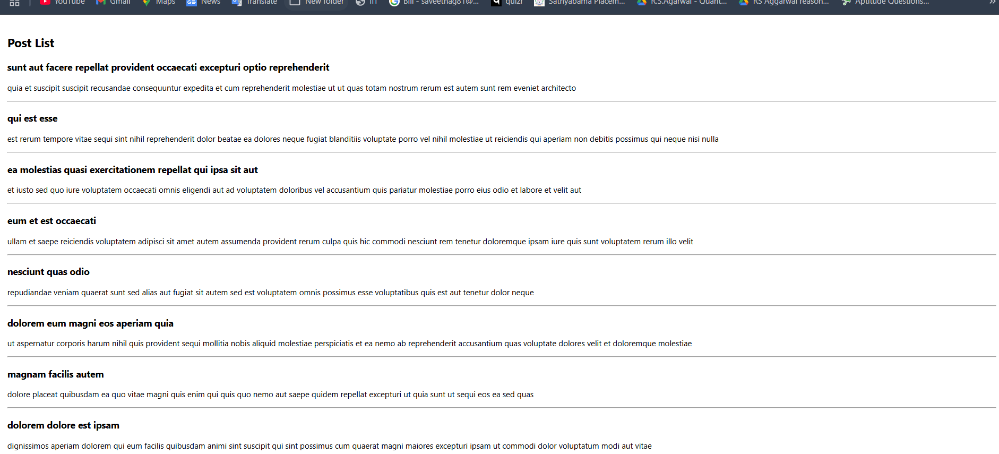 YouTube Gmail Maps News Translate New folder Bill - saveethag81@... quizr Sathyabama Placem... R.S.Agarwal - Quant... RS Aggarwal reason... Aptitude Questions... »
Post List
sunt aut facere repellat provident occaecati excepturi optio reprehenderit
quia et suscipit suscipit recusandae consequuntur expedita et cum reprehenderit molestiae ut ut quas totam nostrum rerum est autem sunt rem eveniet architecto
qui est esse
est rerum tempore vitae sequi sint nihil reprehenderit dolor beatae ea dolores neque fugiat blanditiis voluptate porro vel nihil molestiae ut reiciendis qui aperiam non debitis possimus qui neque nisi nulla
ea molestias quasi exercitationem repellat qui ipsa sit aut
et iusto sed quo iure voluptatem occaecati omnis eligendi aut ad voluptatem doloribus vel accusantium quis pariatur molestiae porro eius odio et labore et velit aut
eum et est occaecati
ullam et saepe reiciendis voluptatem adipisci sit amet autem assumenda provident rerum culpa quis hic commodi nesciunt rem tenetur doloremque ipsam iure quis sunt voluptatem rerum illo velit
nesciunt quas odio
repudiandae veniam quaerat sunt sed alias aut fugiat sit autem sed est voluptatem omnis possimus esse voluptatibus quis est aut tenetur dolor neque
dolorem eum magni eos aperiam quia
ut aspernatur corporis harum nihil quis provident sequi mollitia nobis aliquid molestiae perspiciatis et ea nemo ab reprehenderit accusantium quas voluptate dolores velit et doloremque molestiae
magnam facilis autem
dolore placeat quibusdam ea quo vitae magni quis enim qui quis quo nemo aut saepe quidem repellat excepturi ut quia sunt ut sequi eos ea sed quas
dolorem dolore est ipsam
dignissimos aperiam dolorem qui eum facilis quibusdam animi sint suscipit qui sint possimus cum quaerat magni maiores excepturi ipsam ut commodi dolor voluptatum modi aut vitae